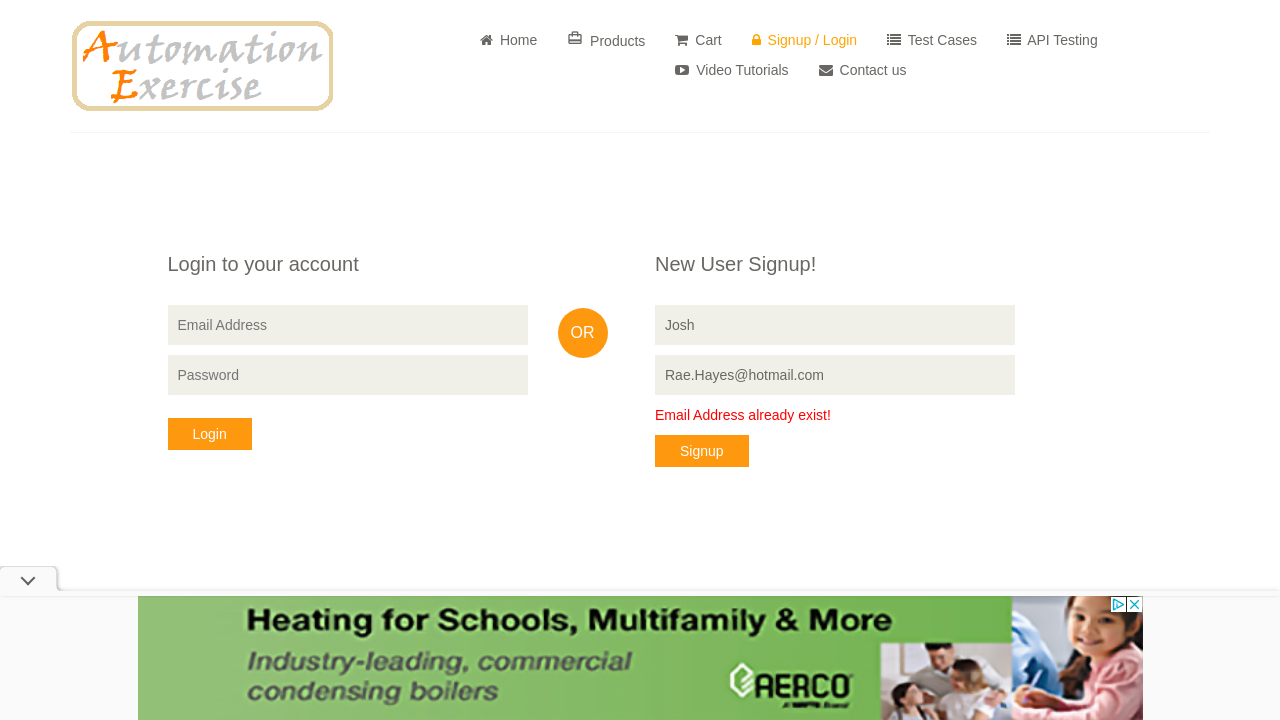 Automation
Exercise
Home
Products
Cart
Signup / Login
Test Cases
API Testing
Video Tutorials
Contact us
Login to your account
Email Address
Password
Login
OR
New User Signup!
Josh
Rae.Hayes@hotmail.com
Email Address already exist!
Signup
Heating for Schools, Multifamily & More
Industry-leading, commercial
condensing boilers
AERCO